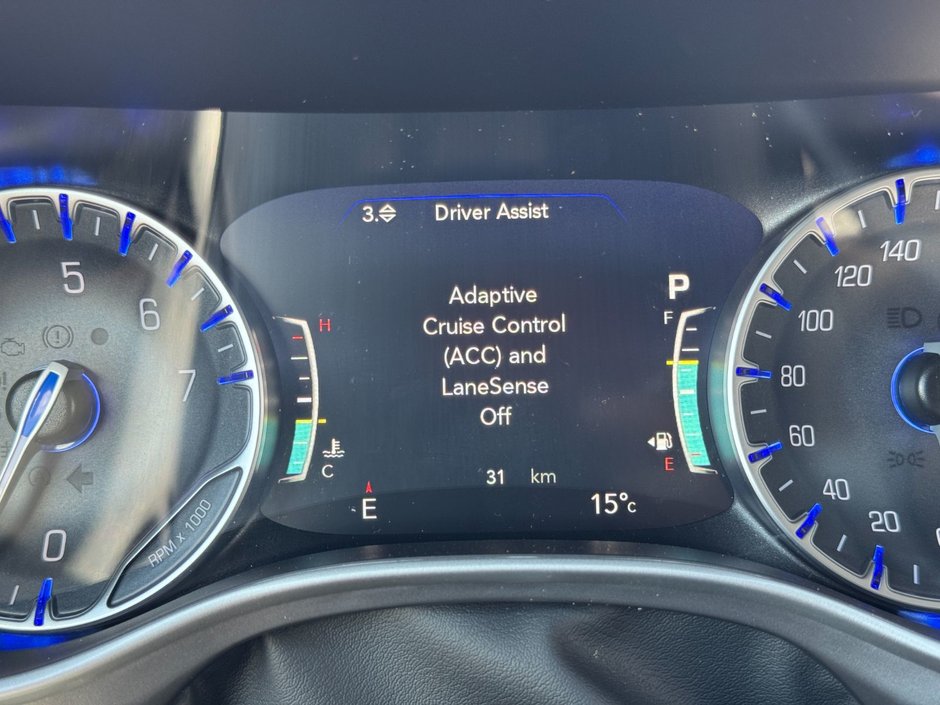 3. Driver Assist
Adaptive
Cruise Control
(ACC) and
LaneSense
Off
31 km
15°C
E
P
H
C
F
E
5
6
7
0
RPM x 1000
140
120
100
80
60
40
20